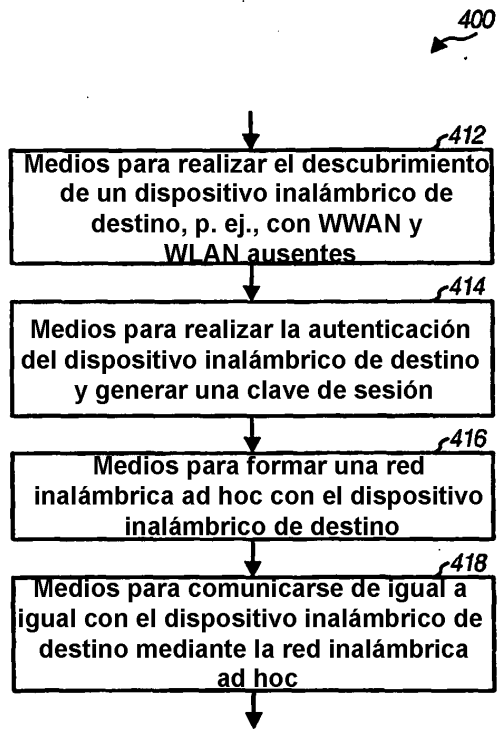 400
412
Medios para realizar el descubrimiento
de un dispositivo inalámbrico de
destino, p. ej., con WWAN y
WLAN ausentes
414
Medios para realizar la autenticación
del dispositivo inalámbrico de destino
y generar una clave de sesión
416
Medios para formar una red
inalámbrica ad hoc con el dispositivo
inalámbrico de destino
418
Medios para comunicarse de igual a
igual con el dispositivo inalámbrico de
destino mediante la red inalámbrica
ad hoc